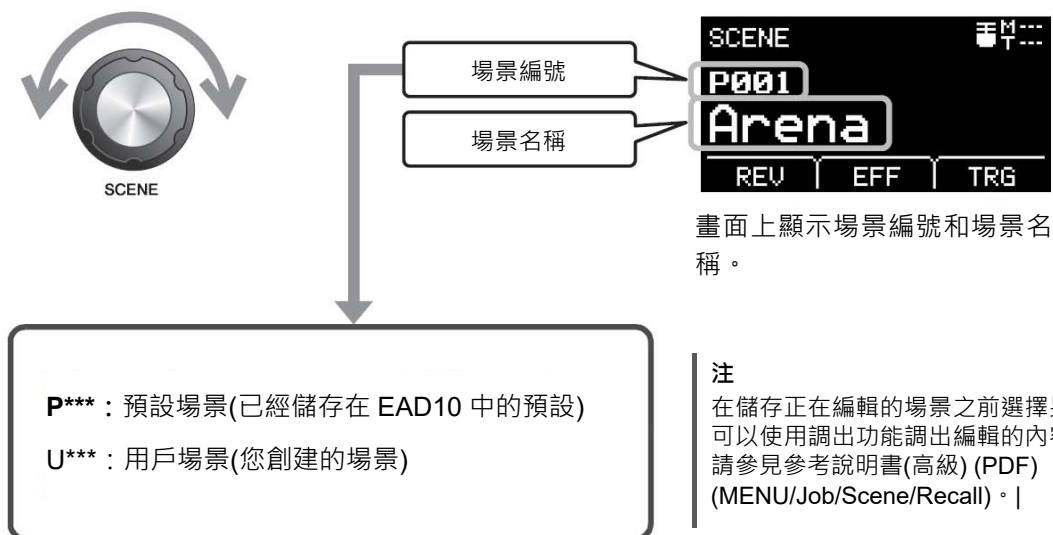 SCENE
場景編號
場景名稱
SCENE
M---
T---
P001
Arena
REV EFF TRG
畫面上顯示場景編號和場景名
稱。
P***：預設場景(已經儲存在 EAD10 中的預設)
U***：用戶場景(您創建的場景)
注
在儲存正在編輯的場景之前選擇
可以使用調出功能調出編輯的內
請參見參考說明書(高級) (PDF)
(MENU/Job/Scene/Recall)。|